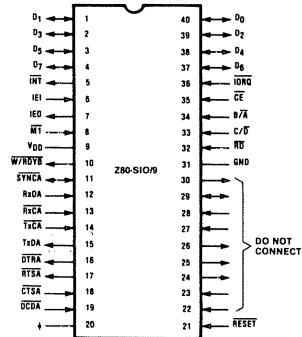 D1 1 40 D0
D3 2 39 D2
D5 3 38 D4
D7 4 37 D6
INT 5 36 IORQ
IEI 6 35 CE
IEO 7 34 B/A
M1 8 33 C/D
VDD 9 32 RD
W/RDYB 10 Z80-SIO/9 31 GND
SYNCA 11 30
RxDA 12 29
RxCA 13 28
TxCA 14 27
TxDA 15 26 DO NOT
DTRA 16 25 CONNECT
RTSA 17 24
CTSA 18 23
DCDA 19 22
ϕ 20 21 RESET